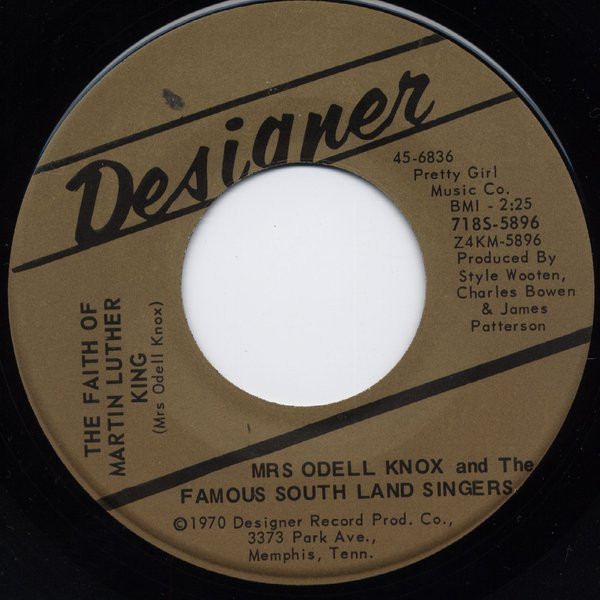 Designer
45-6836
Pretty Girl
Music Co.
BMI - 2:25
718S-5896
Z4KM-5896
Produced By
Style Wooten,
Charles Bowen
& James
Patterson
THE FAITH OF
MARTIN LUTHER
KING
(Mrs Odell Knox)
MRS ODELL KNOX and The
FAMOUS SOUTH LAND SINGERS
©1970 Designer Record Prod. Co.,
3373 Park Ave.,
Memphis, Tenn.